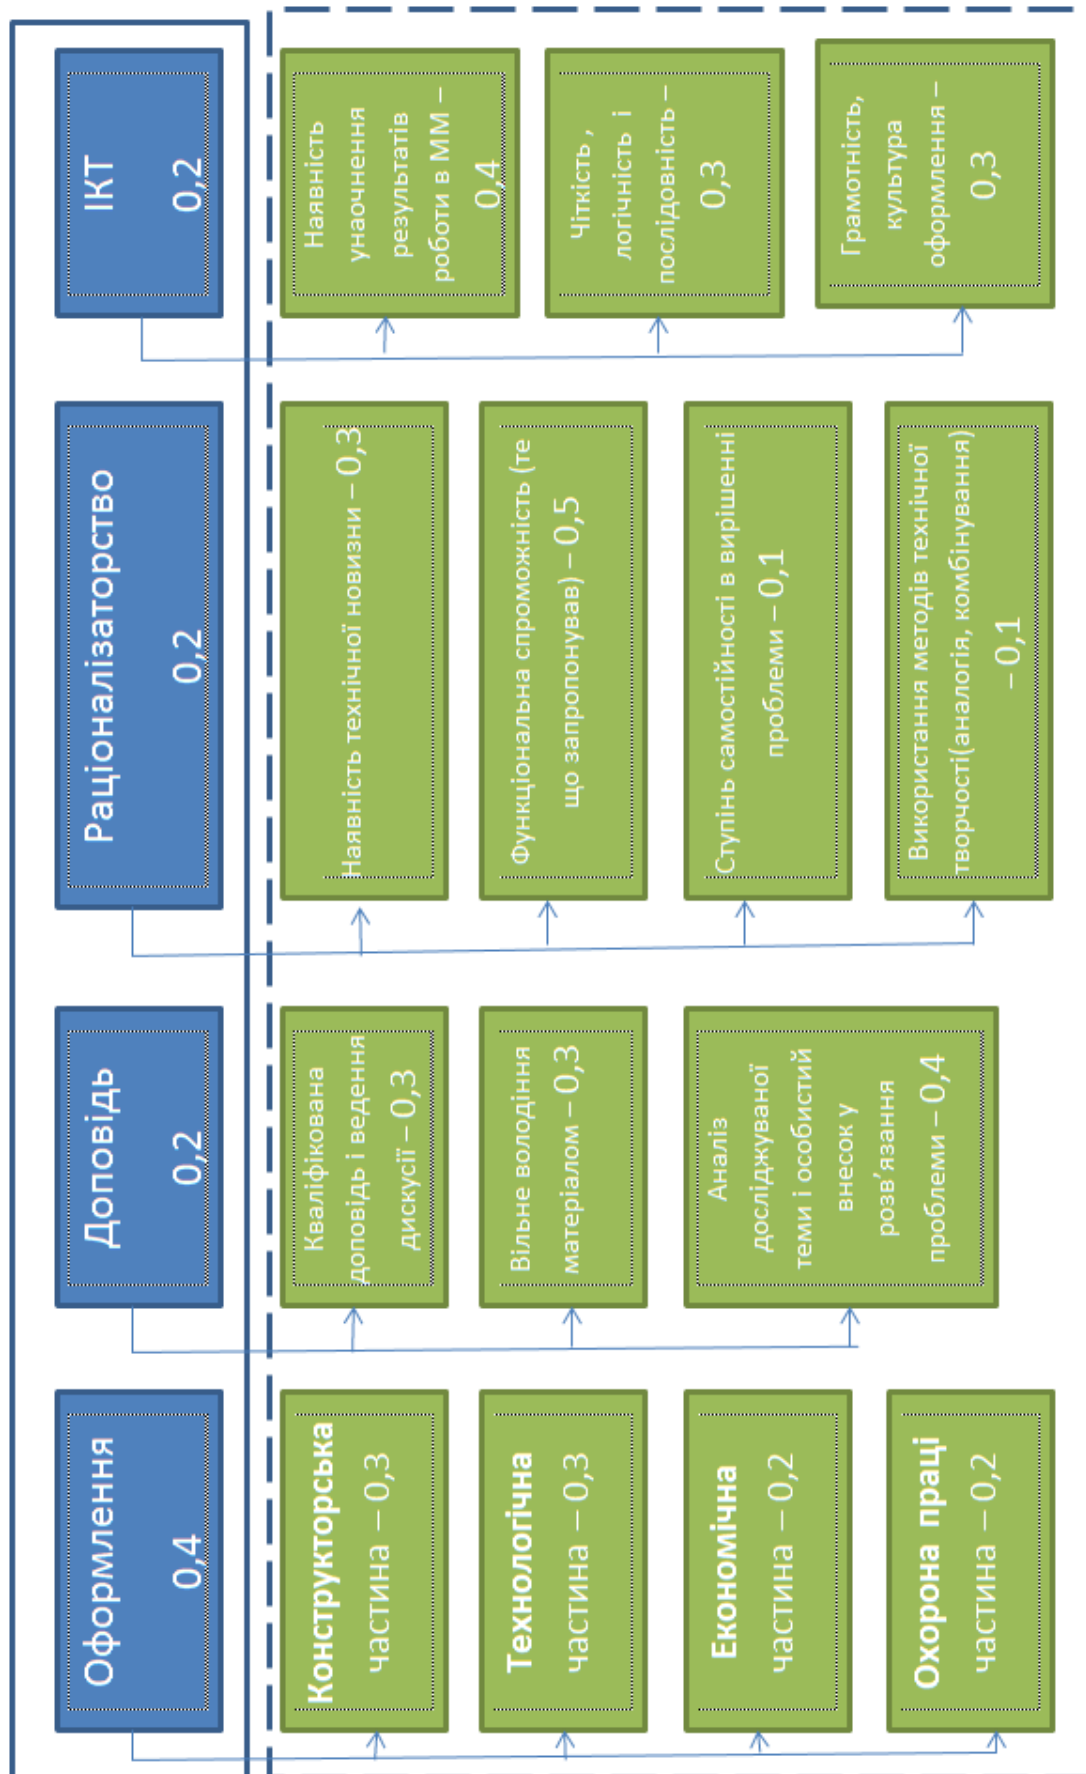 Оформлення
0,4
Доповідь
0,2
Раціоналізаторство
0,2
ІКТ
0,2
Конструкторська
частина – 0,3
Технологічна
частина – 0,3
Економічна
частина – 0,2
Охорона праці
частина – 0,2
Кваліфікована
доповідь і ведення
дискусії – 0,3
Вільне володіння
матеріалом – 0,3
Аналіз
досліджуваної
теми і особистий
внесок у
розв’язання
проблеми – 0,4
Наявність технічної новизни – 0,3
Функціональна спроможність (те
що запропонував) – 0,5
Ступінь самостійності в вирішенні
проблеми – 0,1
Використання методів технічної
творчості(аналогія, комбінування)
– 0,1
Наявність
унаочнення
результатів
роботи в ММ –
0,4
Чіткість ,
логічність і
послідовність –
0,3
Грамотність,
культура
оформлення –
0,3